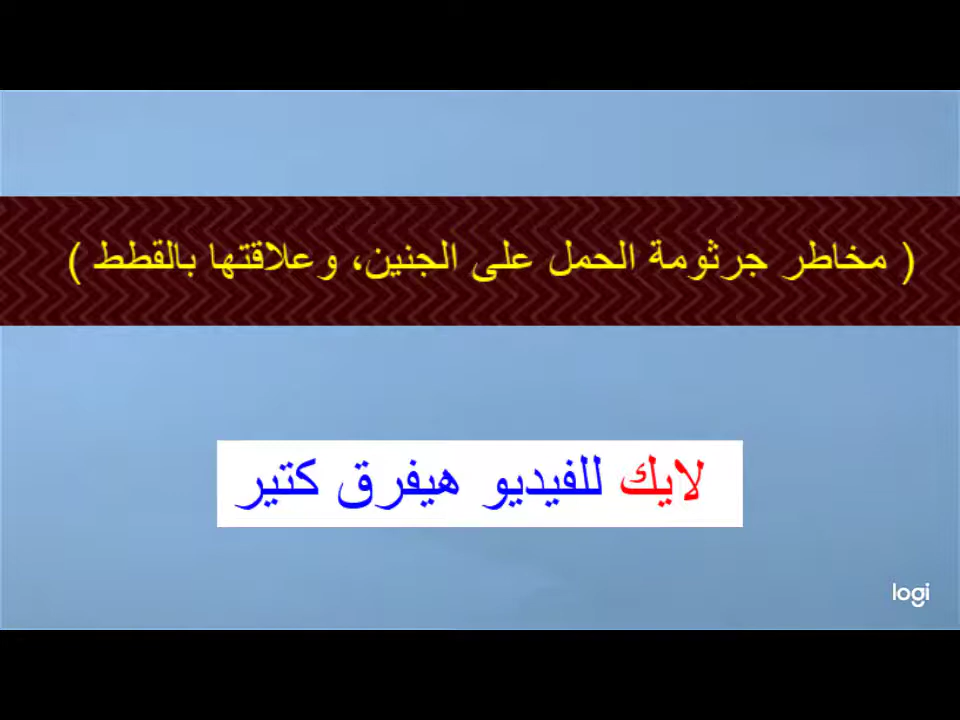 ( مخاطر جرثومة الحمل على الجنين، وعلاقتها بالقطط )
لايك للفيديو هيفرق كتير
logi